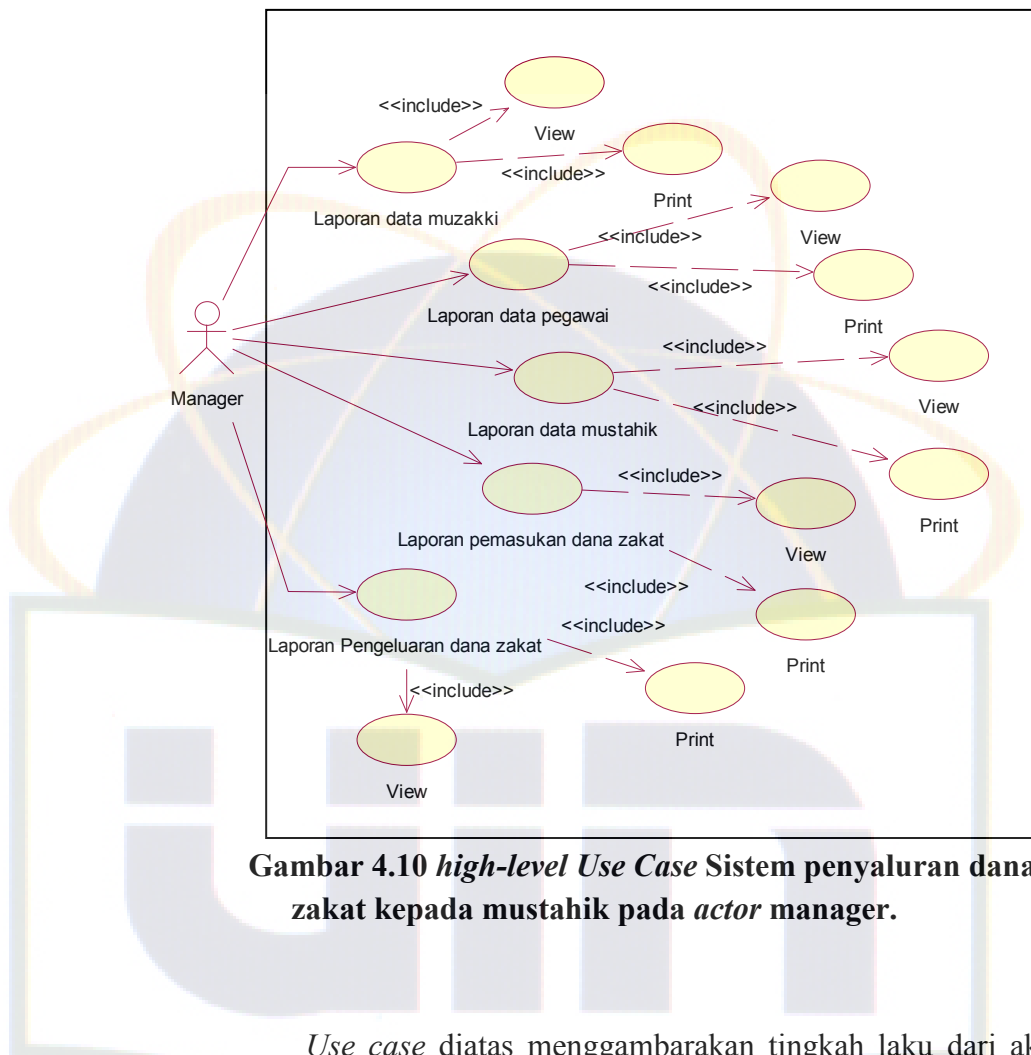 <<include>>
View
<<include>>
Print
Laporan data muzakki
<<include>>
View
<<include>>
Print
Laporan data pegawai
<<include>>
View
Manager
<<include>>
Laporan data mustahik
Print
<<include>>
View
Laporan pemasukan dana zakat
<<include>>
Print
<<include>>
Laporan Pengeluaran dana zakat
Print
<<include>>
View
Gambar 4.10 high-level Use Case Sistem penyaluran dana
zakat kepada mustahik pada actor manager.
Use case diatas menggambarakan tingkah laku dari